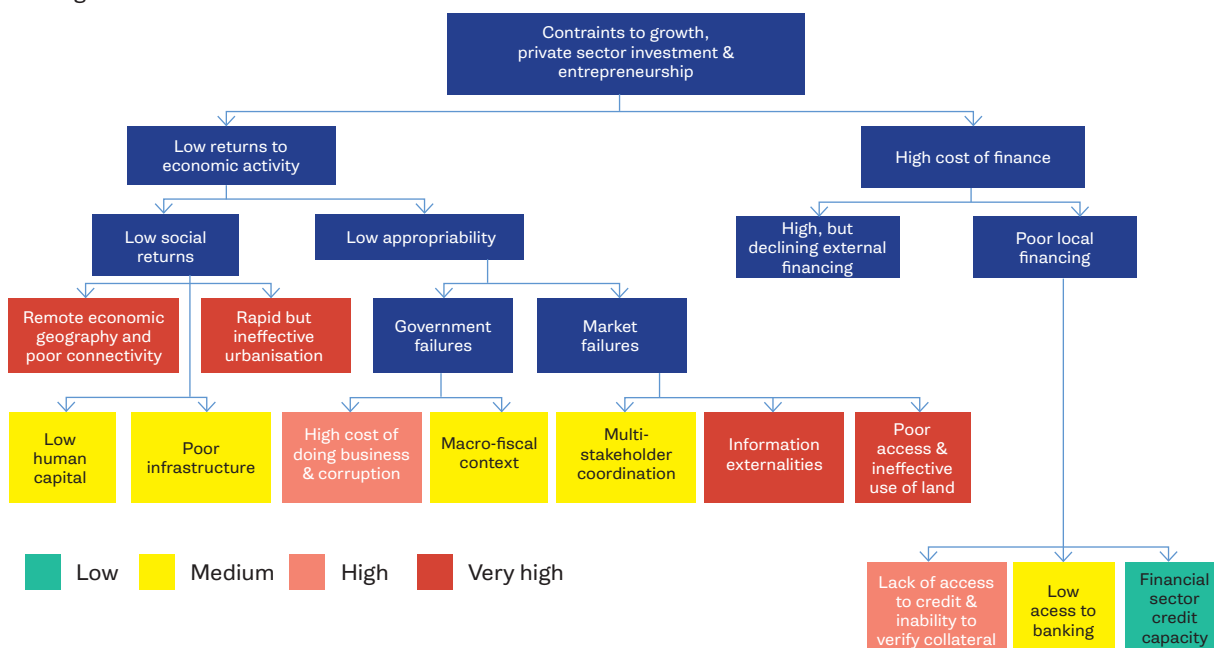 Contraints to growth,
private sector investment &
entrepreneurship
Low returns to
economic activity
High cost of finance
Low social
returns
Low appropriability
High, but
declining external
financing
Poor local
financing
Remote economic
geography and
poor connectivity
Rapid but
ineffective
urbanisation
Government
failures
Market
failures
Low
human
capital
Poor
infrastructure
High cost of
doing business
& corruption
Macro-fiscal
context
Multi-
stakeholder
coordination
Information
externalities
Poor
access &
ineffective
use of land
Low
Medium
High
Very high
Lack of access
to credit &
inability to
verify collateral
Low
acess to
banking
Financial
sector
credit
capacity